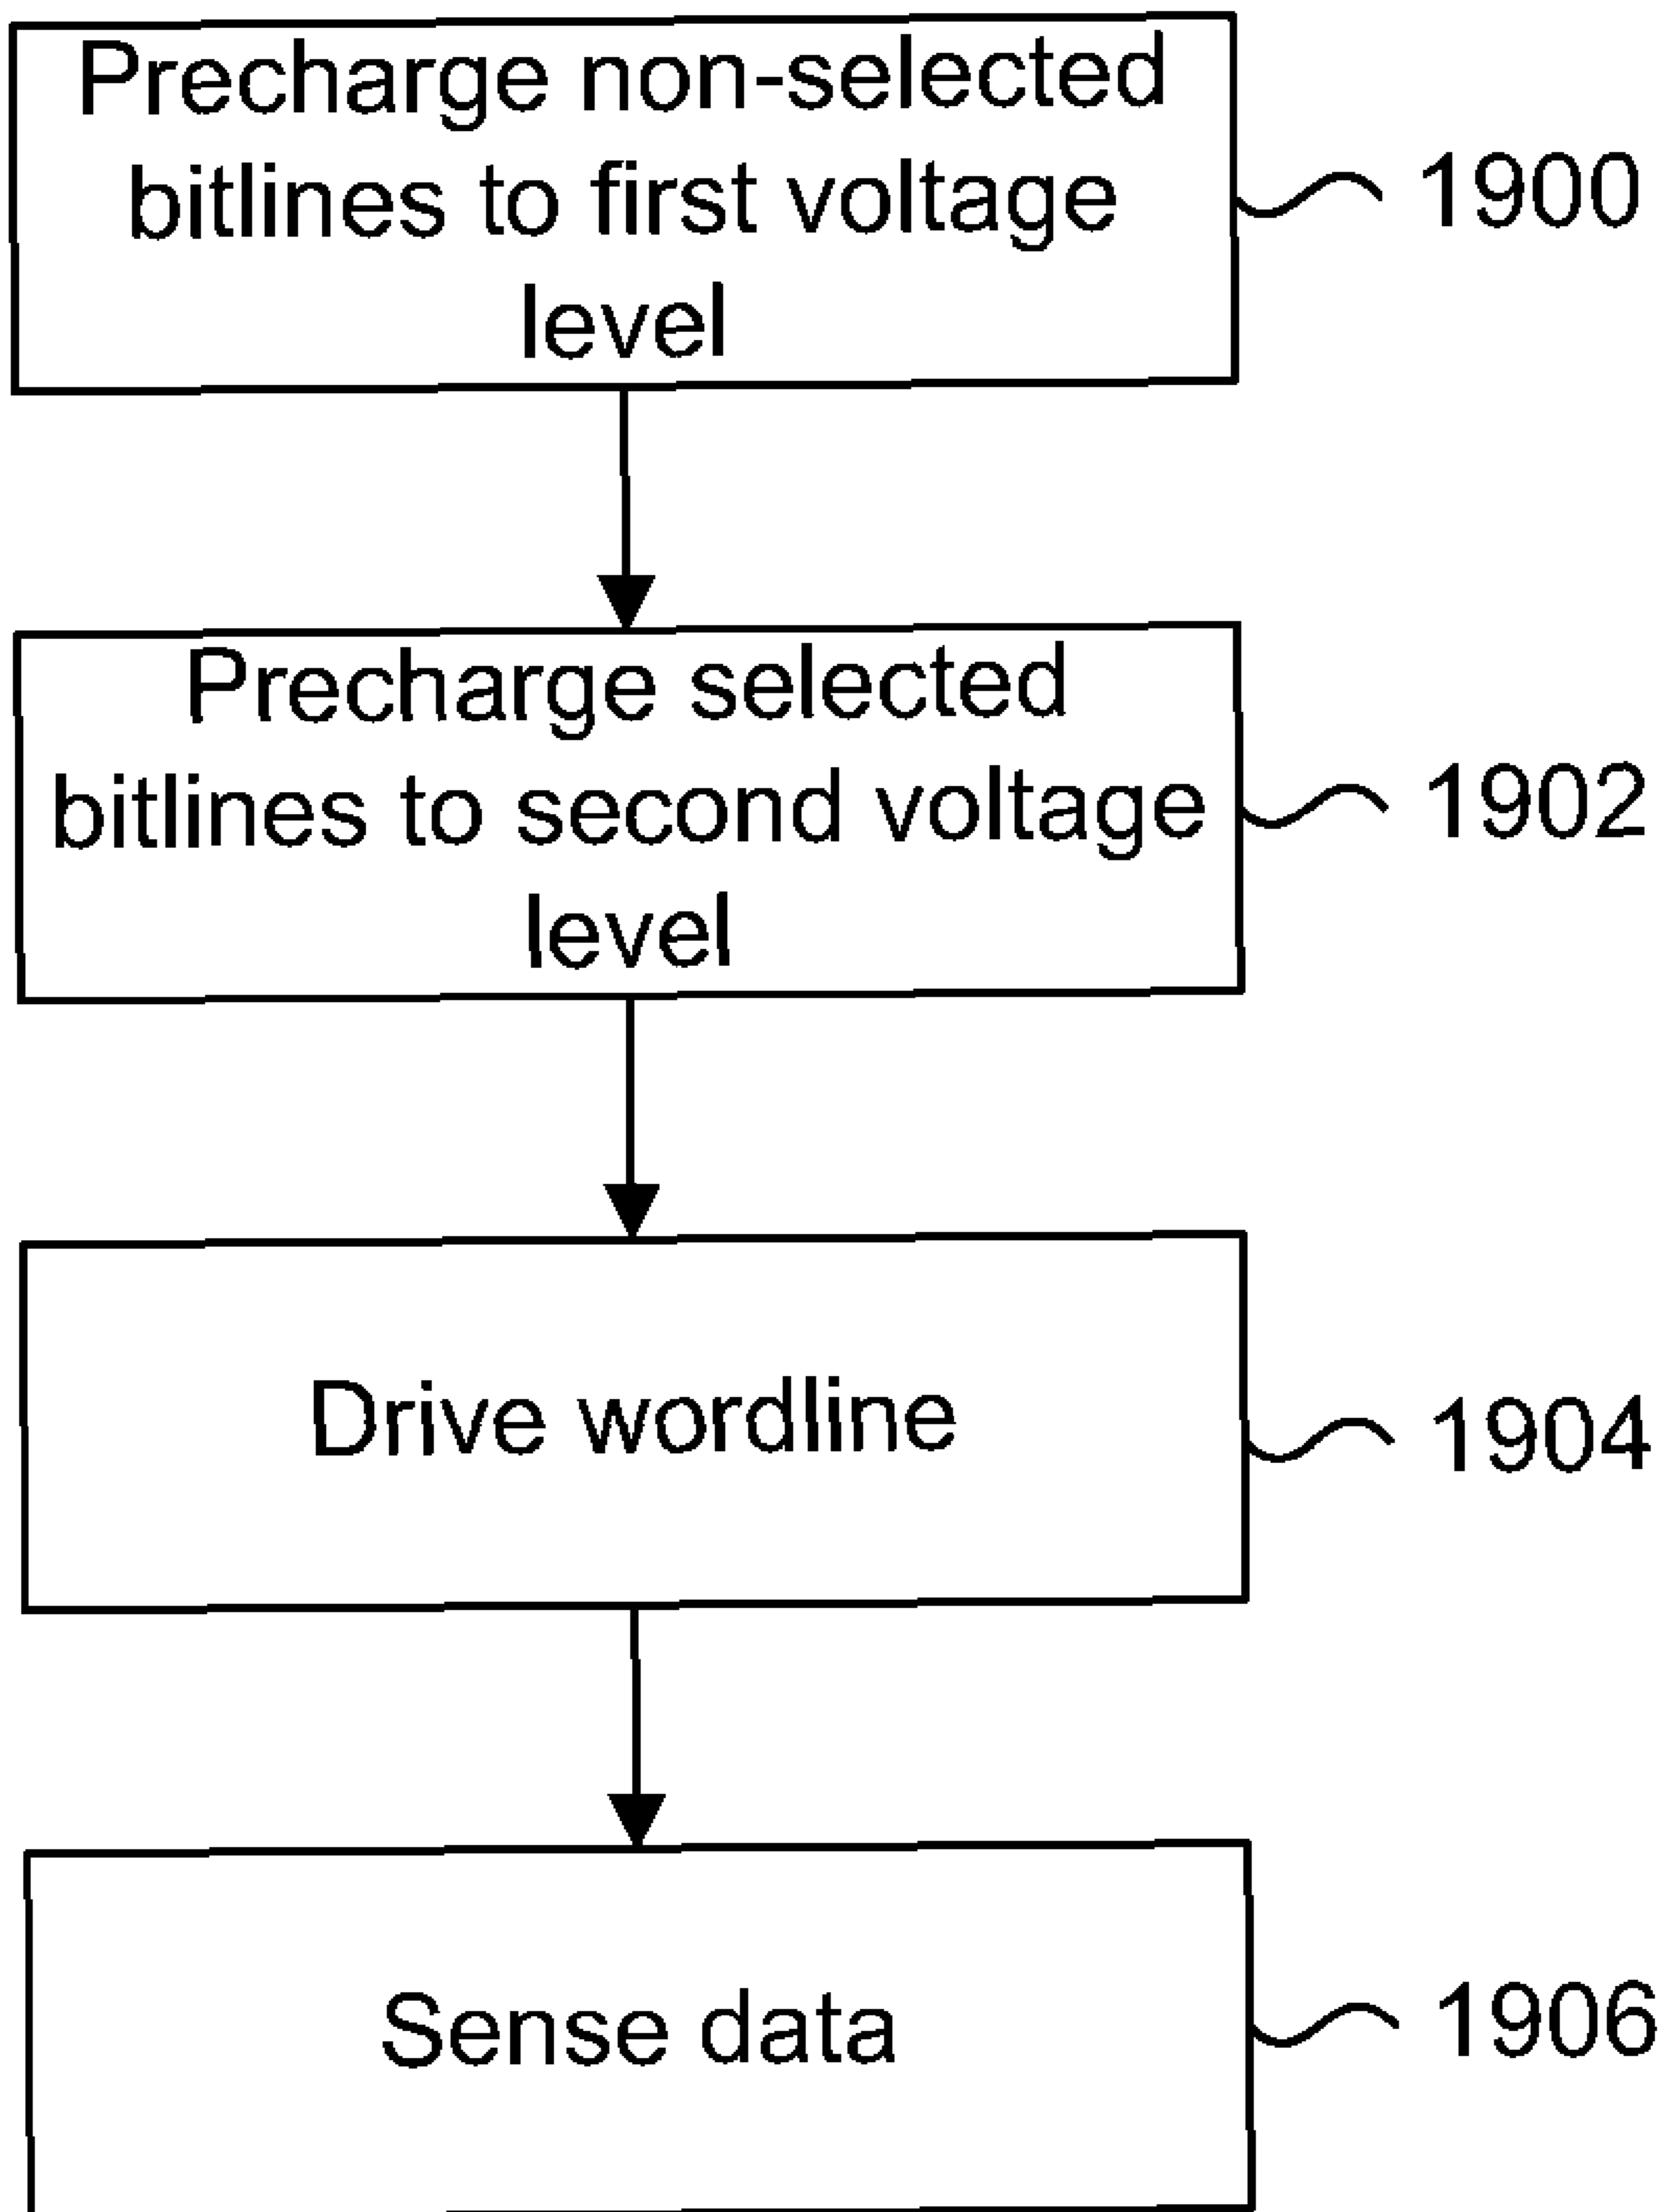 Precharge non-selected
bitlines to first voltage
level
1900
Precharge selected
bitlines to second voltage
level
1902
Drive wordline
1904
Sense data
1906